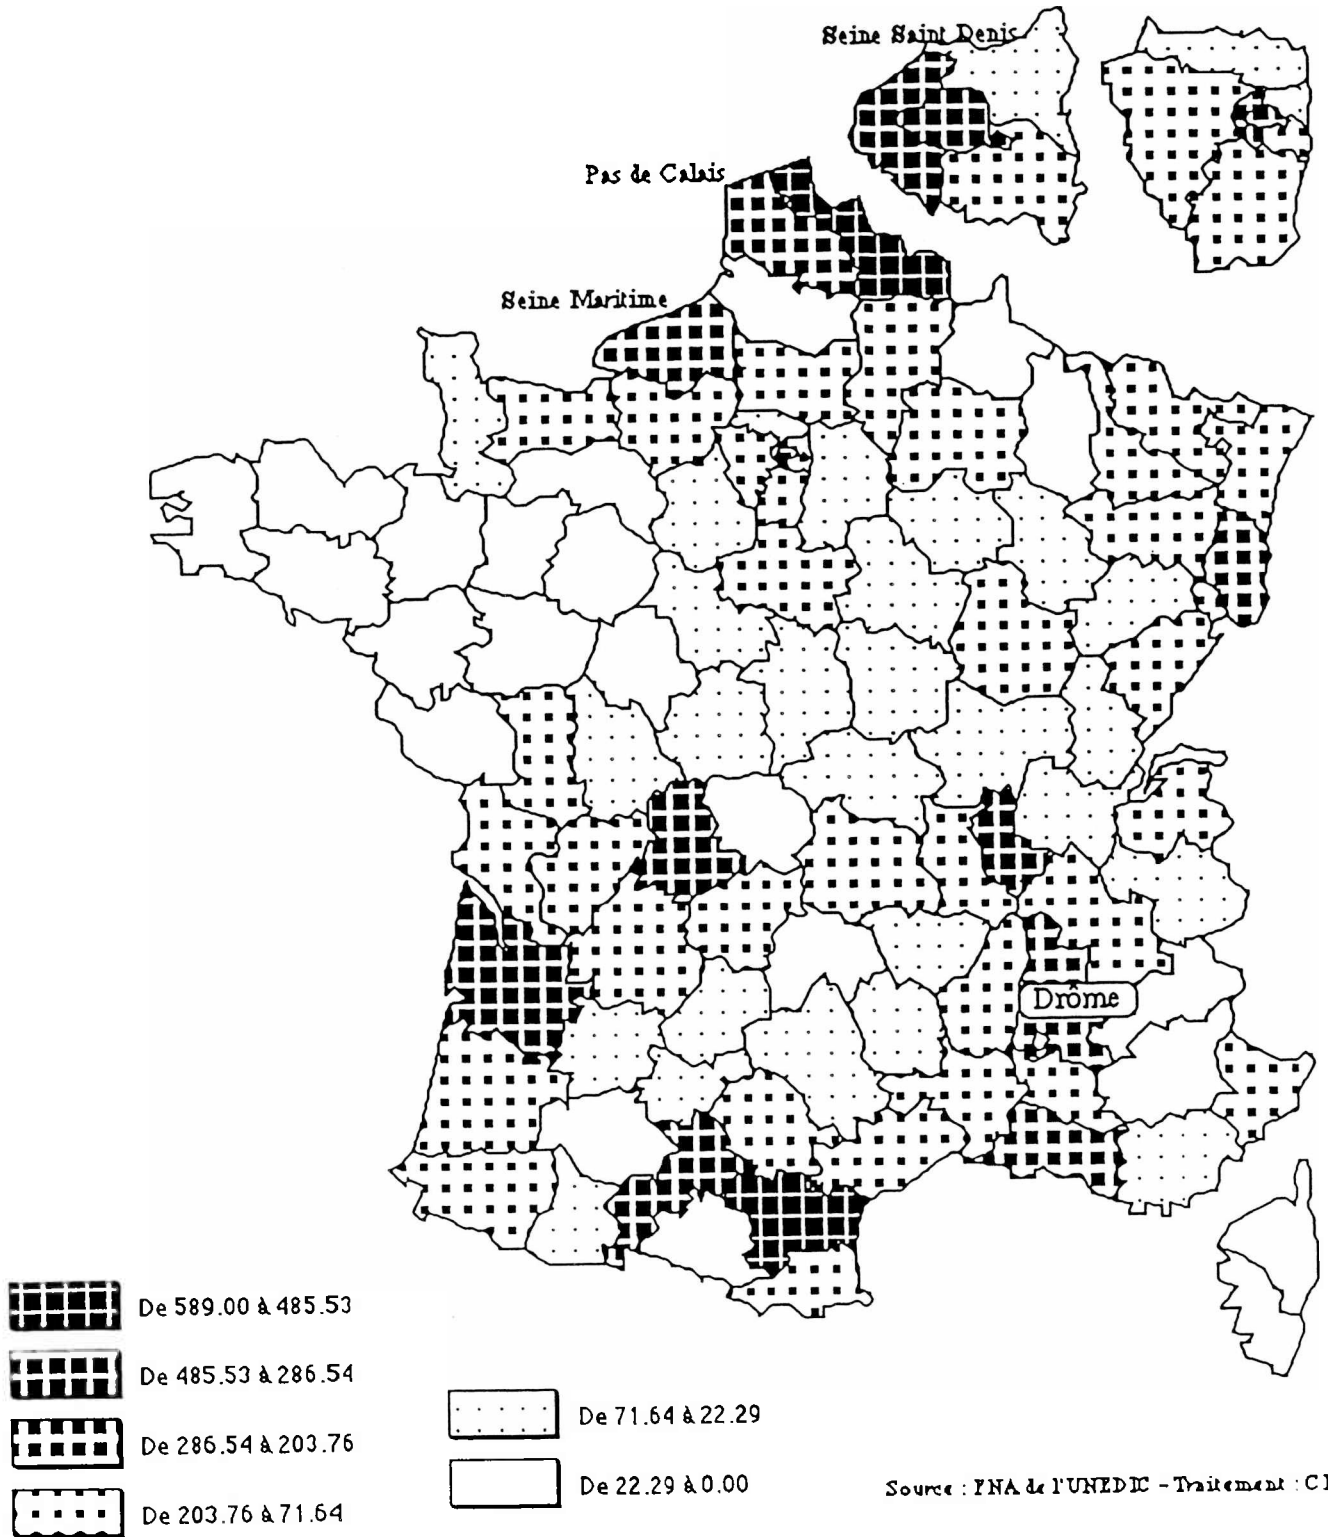 Seine Saint Denis
Pas de Calais
Seine Maritime
Drôme
De 589.00 à 485.53
De 485.53 à 286.54
De 286.54 à 203.76
De 203.76 à 71.64
De 71.64 à 22.29
De 22.29 à 0.00
Source : FNA de l'UNEDIC - Traitement :